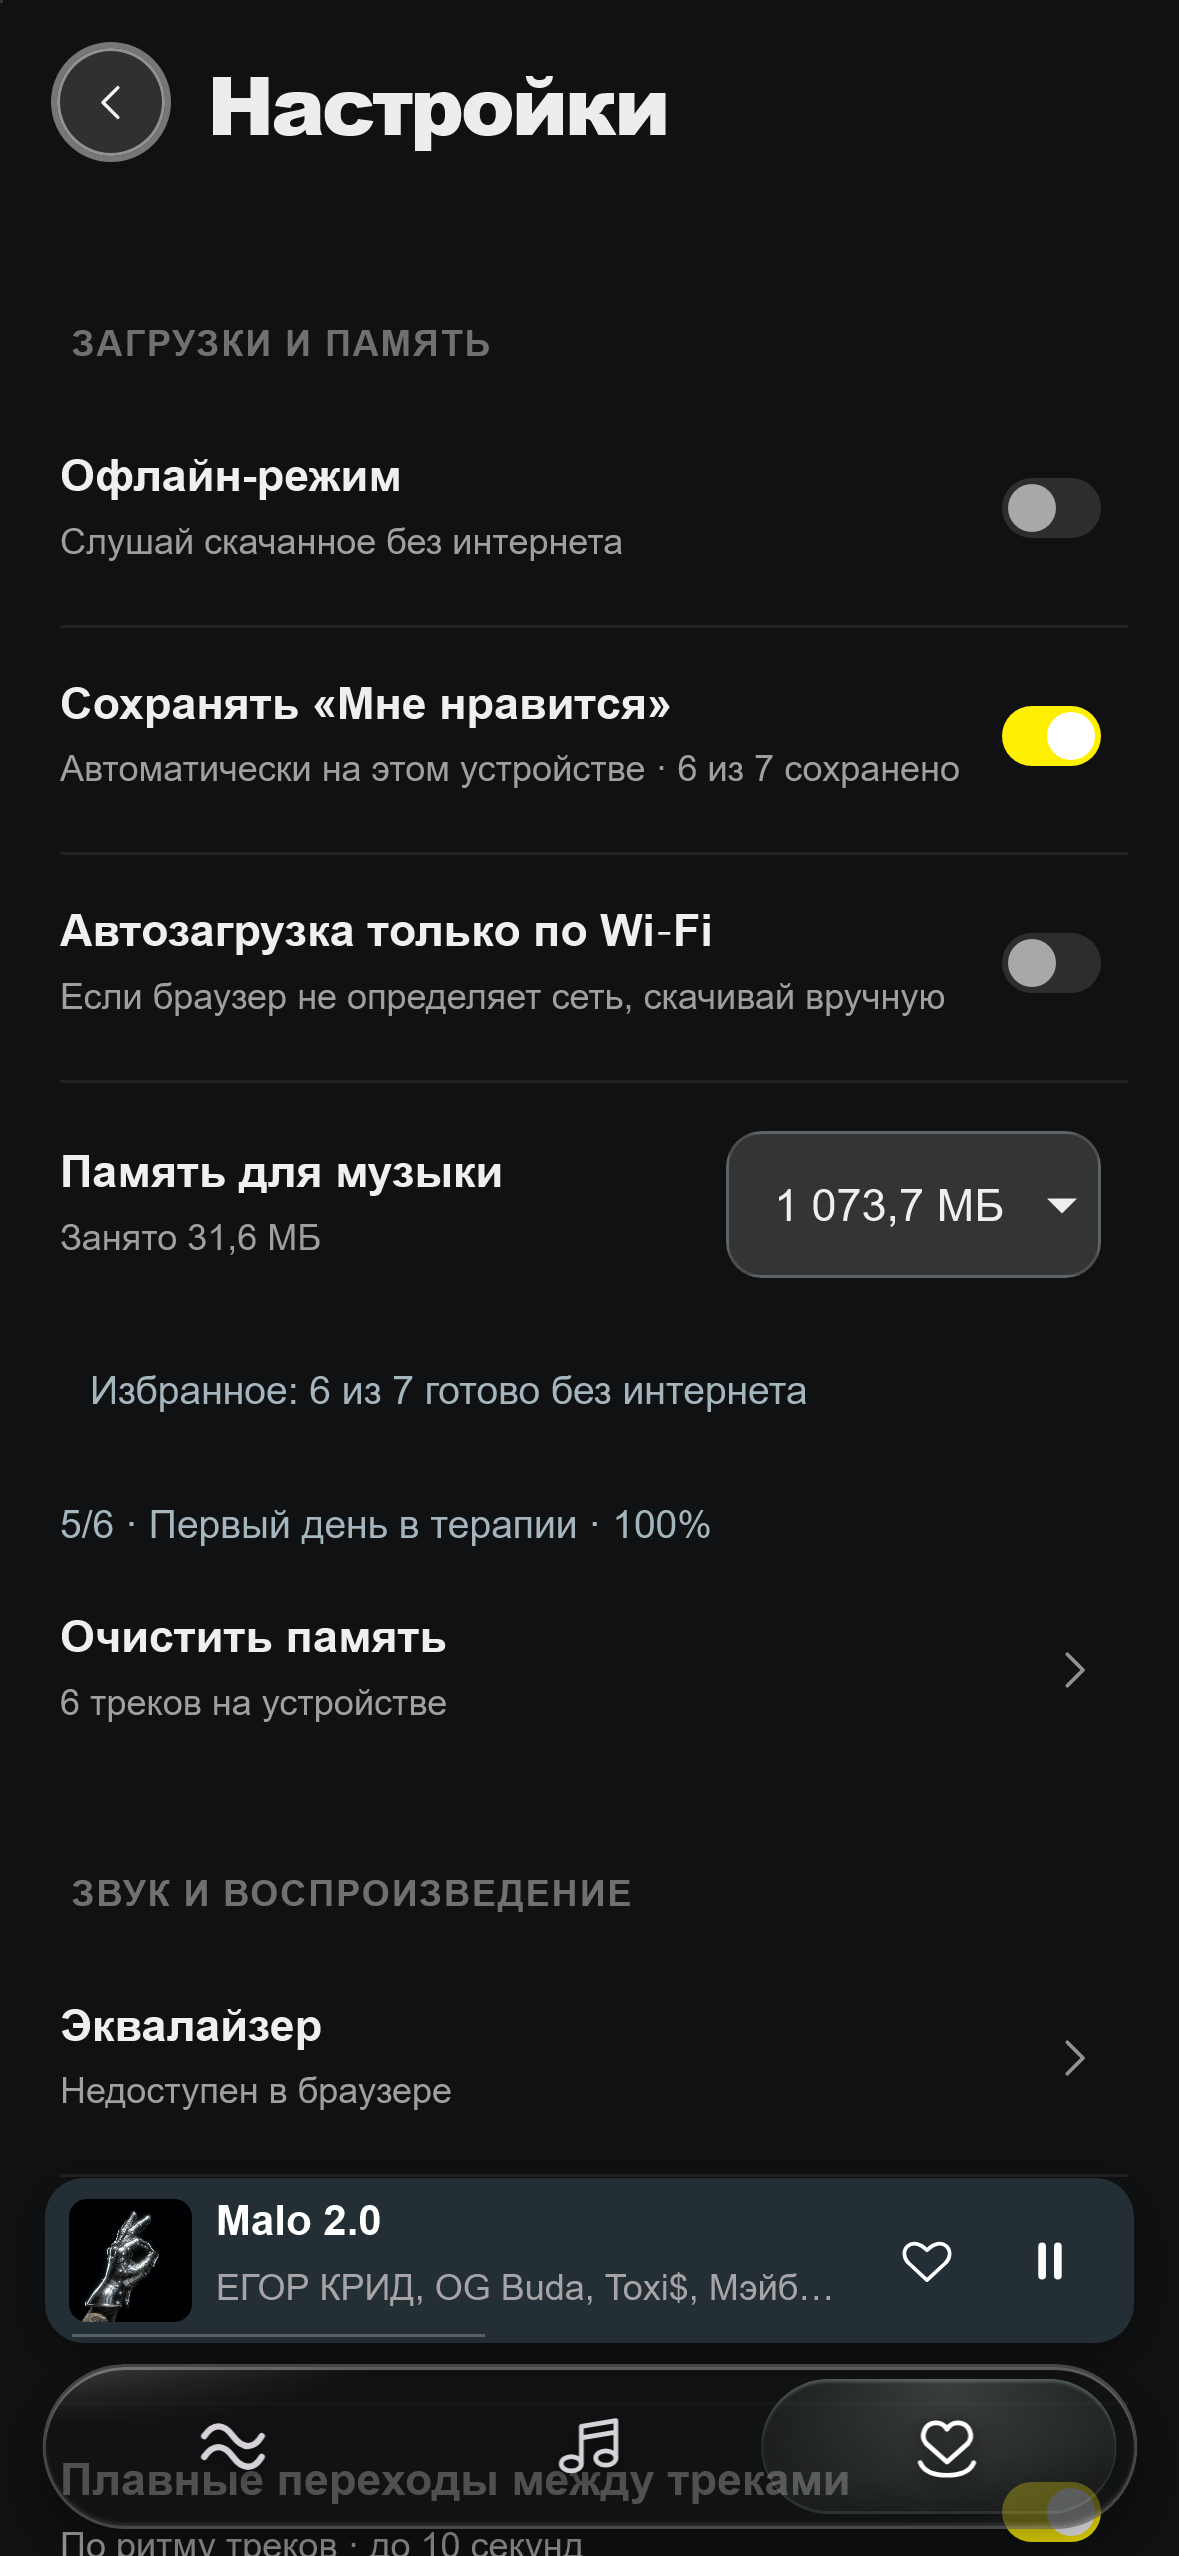 Настройки
ЗАГРУЗКИ И ПАМЯТЬ
Офлайн-режим
Слушай скачанное без интернета
Сохранять «Мне нравится»
Автоматически на этом устройстве · 6 из 7 сохранено
Автозагрузка только по Wi-Fi
Если браузер не определяет сеть, скачивай вручную
Память для музыки
Занято 31,6 МБ
1 073,7 МБ
Избранное: 6 из 7 готово без интернета
5/6 · Первый день в терапии · 100%
Очистить память
6 треков на устройстве
ЗВУК И ВОСПРОИЗВЕДЕНИЕ
Эквалайзер
Недоступен в браузере
Malo 2.0
ЕГОР КРИД, OG Buda, Toxi$, Мэйб...
Плавные переходы между треками
По ритму треков · до 10 секунд